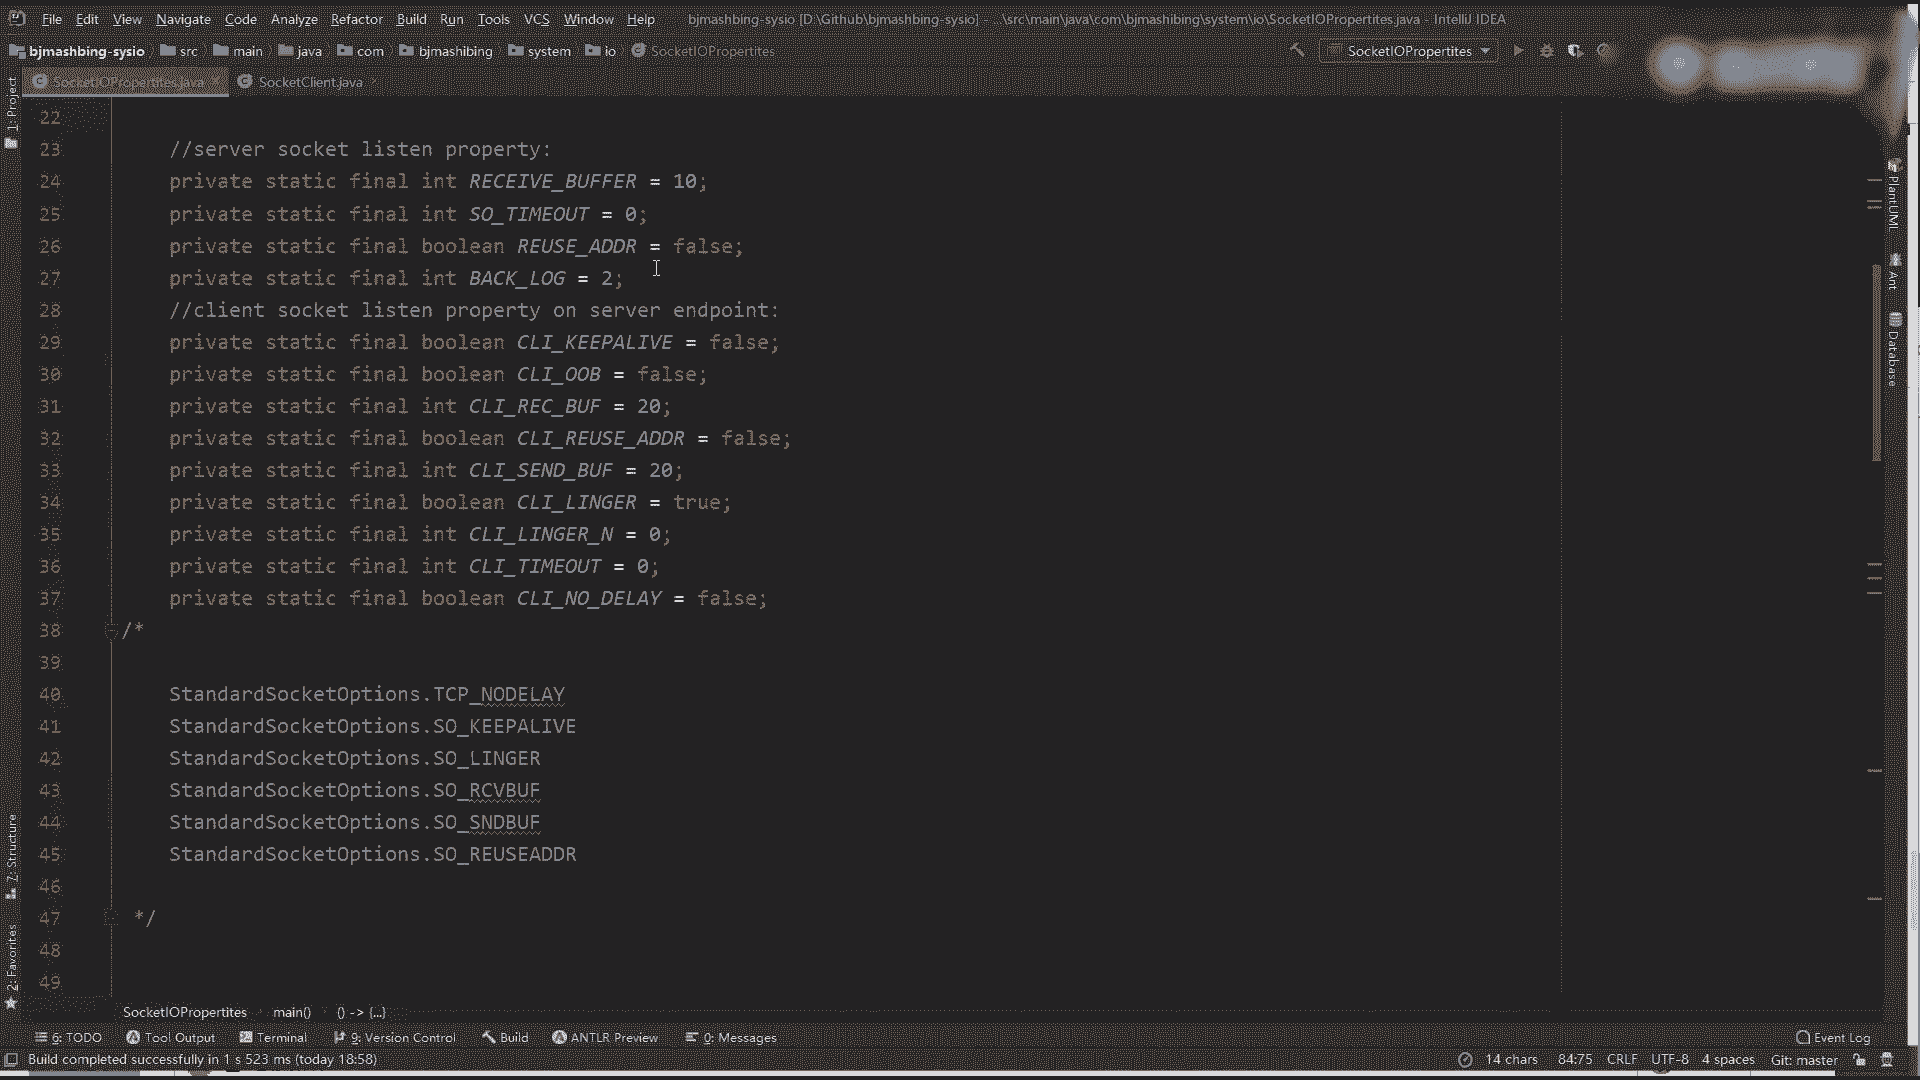 File Edit View Navigate Code Analyze Refactor Build Run Tools VCS Window Help bjmashbing-sysio [D:\Github\bjmashbing-sysio] - ...\src\main\java\com\bjmashibing\system\io\SocketIOPropertites.java - IntelliJ IDEA
bjmashbing-sysio src main java com bjmashibing system io SocketIOPropertites SocketIOPropertites
SocketIOPropertites.java SocketClient.java
1: Project
22
23 //server socket listen property:
24 private static final int RECEIVE_BUFFER = 10;
25 private static final int SO_TIMEOUT = 0;
26 private static final boolean REUSE_ADDR = false;
27 private static final int BACK_LOG = 2;
28 //client socket listen property on server endpoint:
29 private static final boolean CLI_KEEPALIVE = false;
30 private static final boolean CLI_OOB = false;
31 private static final int CLI_REC_BUF = 20;
32 private static final boolean CLI_REUSE_ADDR = false;
33 private static final int CLI_SEND_BUF = 20;
34 private static final boolean CLI_LINGER = true;
35 private static final int CLI_LINGER_N = 0;
36 private static final int CLI_TIMEOUT = 0;
37 private static final boolean CLI_NO_DELAY = false;
38 /*
39
40 StandardSocketOptions.TCP_NODELAY
41 StandardSocketOptions.SO_KEEPALIVE
42 StandardSocketOptions.SO_LINGER
43 StandardSocketOptions.SO_RCVBUF
44 StandardSocketOptions.SO_SNDBUF
45 StandardSocketOptions.SO_REUSEADDR
46
47 */
48
49
PlantUML
Ant
Database
7: Structure
2: Favorites
SocketIOPropertites main() () -> {...}
6: TODO Tool Output Terminal 9: Version Control Build ANTLR Preview 0: Messages Event Log
Build completed successfully in 1 s 523 ms (today 18:58) 14 chars 84:75 CRLF UTF-8 4 spaces Git: master